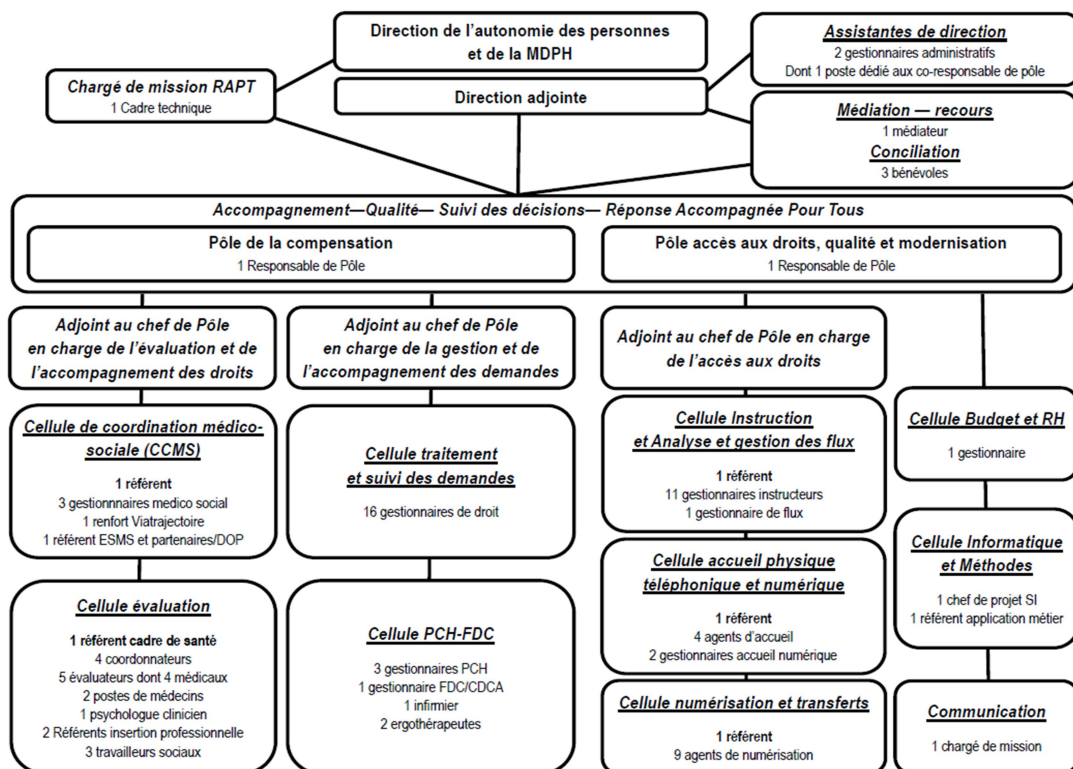 Direction de l'autonomie des personnes
et de la MDPH
Assistantes de direction
2 gestionnaires administratifs
Dont 1 poste dédié aux co-responsable de pôle
Chargé de mission RAPT
1 Cadre technique
Direction adjointe
Médiation — recours
1 médiateur
Conciliation
3 bénévoles
Accompagnement—Qualité— Suivi des décisions— Réponse Accompagnée Pour Tous
Pôle de la compensation
1 Responsable de Pôle
Pôle accès aux droits, qualité et modernisation
1 Responsable de Pôle
Adjoint au chef de Pôle
en charge de l'évaluation et de
l'accompagnement des droits
Adjoint au chef de Pôle
en charge de la gestion et de
l'accompagnement des demandes
Adjoint au chef de Pôle en charge
de l'accès aux droits
Cellule de coordination médico-
sociale (CCMS)
1 référent
3 gestionnnaires medico social
1 renfort Viatrajectoire
1 référent ESMS et partenaires/DOP
Cellule traitement
et suivi des demandes
16 gestionnaires de droit
Cellule Instruction
et Analyse et gestion des flux
1 référent
11 gestionnaires instructeurs
1 gestionnaire de flux
Cellule Budget et RH
1 gestionnaire
Cellule accueil physique
téléphonique et numérique
1 référent
4 agents d'accueil
2 gestionnaires accueil numérique
Cellule Informatique
et Méthodes
1 chef de projet SI
1 référent application métier
Cellule évaluation
1 référent cadre de santé
4 coordonnateurs
5 évaluateurs dont 4 médicaux
2 postes de médecins
1 psychologue clinicien
2 Référents insertion professionnelle
3 travailleurs sociaux
Cellule PCH-FDC
3 gestionnaires PCH
1 gestionnaire FDC/CDCA
1 infirmier
2 ergothérapeutes
Cellule numérisation et transferts
1 référent
9 agents de numérisation
Communication
1 chargé de mission